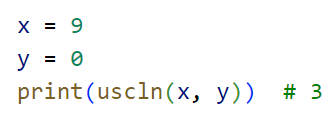 x = 9
y = 0
print(uscln(x, y))  # 3